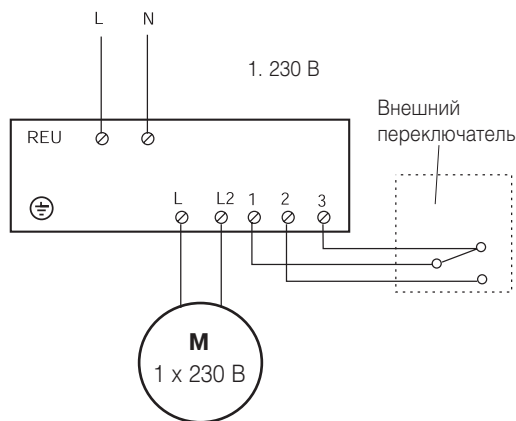 L N
1. 230 В
Внешний
переключатель
REU
L L2 1 2 3
M
1 x 230 В